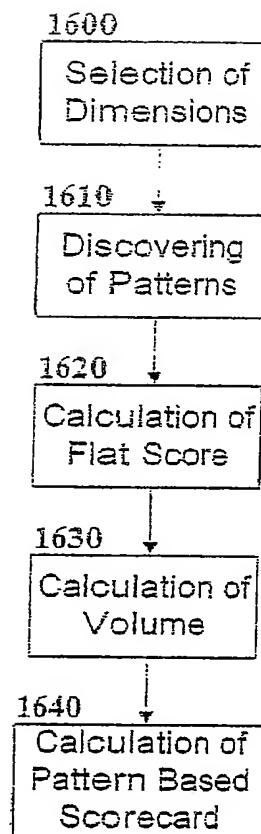 1600
Selection of
Dimensions
1610
Discovering
of Patterns
1620
Calculation of
Flat Score
1630
Calculation of
Volume
1640
Calculation of
Pattern Based
Scorecard